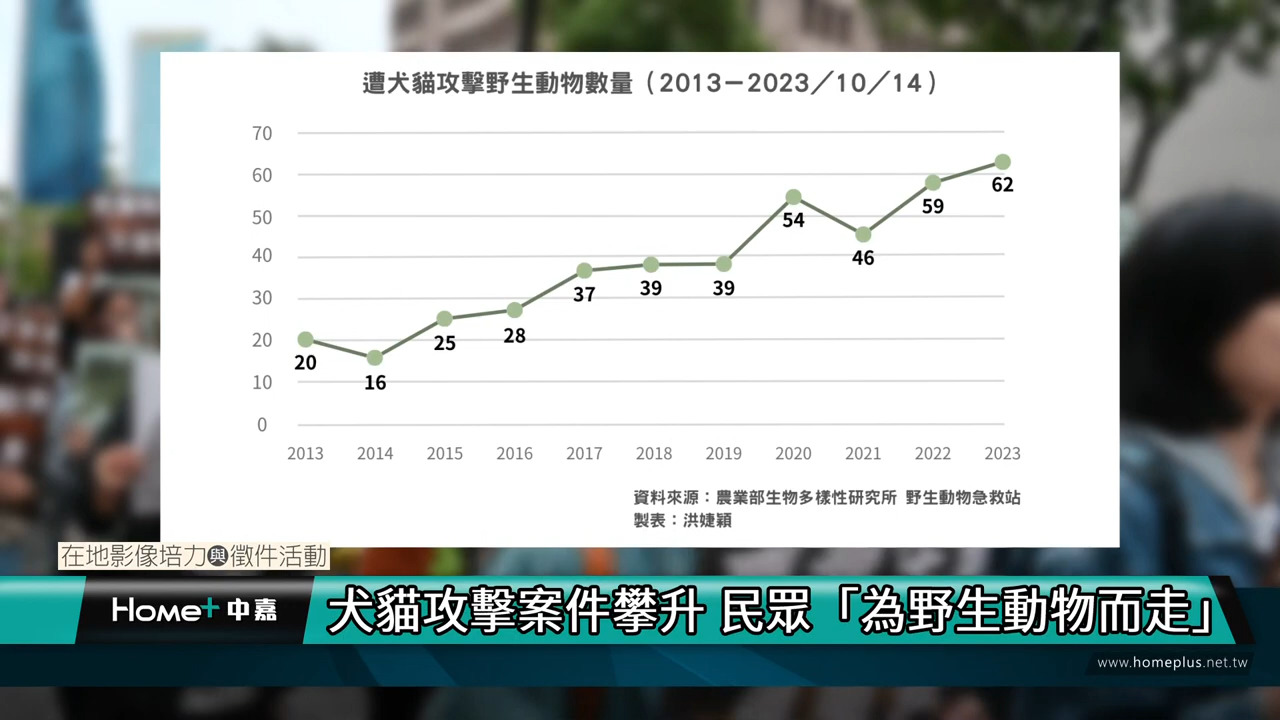 遭犬貓攻擊野生動物數量（2013－2023／10／14）
70
60
50
40
30
20
10
0
20
16
25
28
37
39
39
54
46
59
62
2013 2014 2015 2016 2017 2018 2019 2020 2021 2022 2023
資料來源：農業部生物多樣性研究所 野生動物急救站
製表：洪婕穎
在地影像培力與徵件活動
Home+ 中嘉
犬貓攻擊案件攀升 民眾「為野生動物而走」
www.homeplus.net.tw